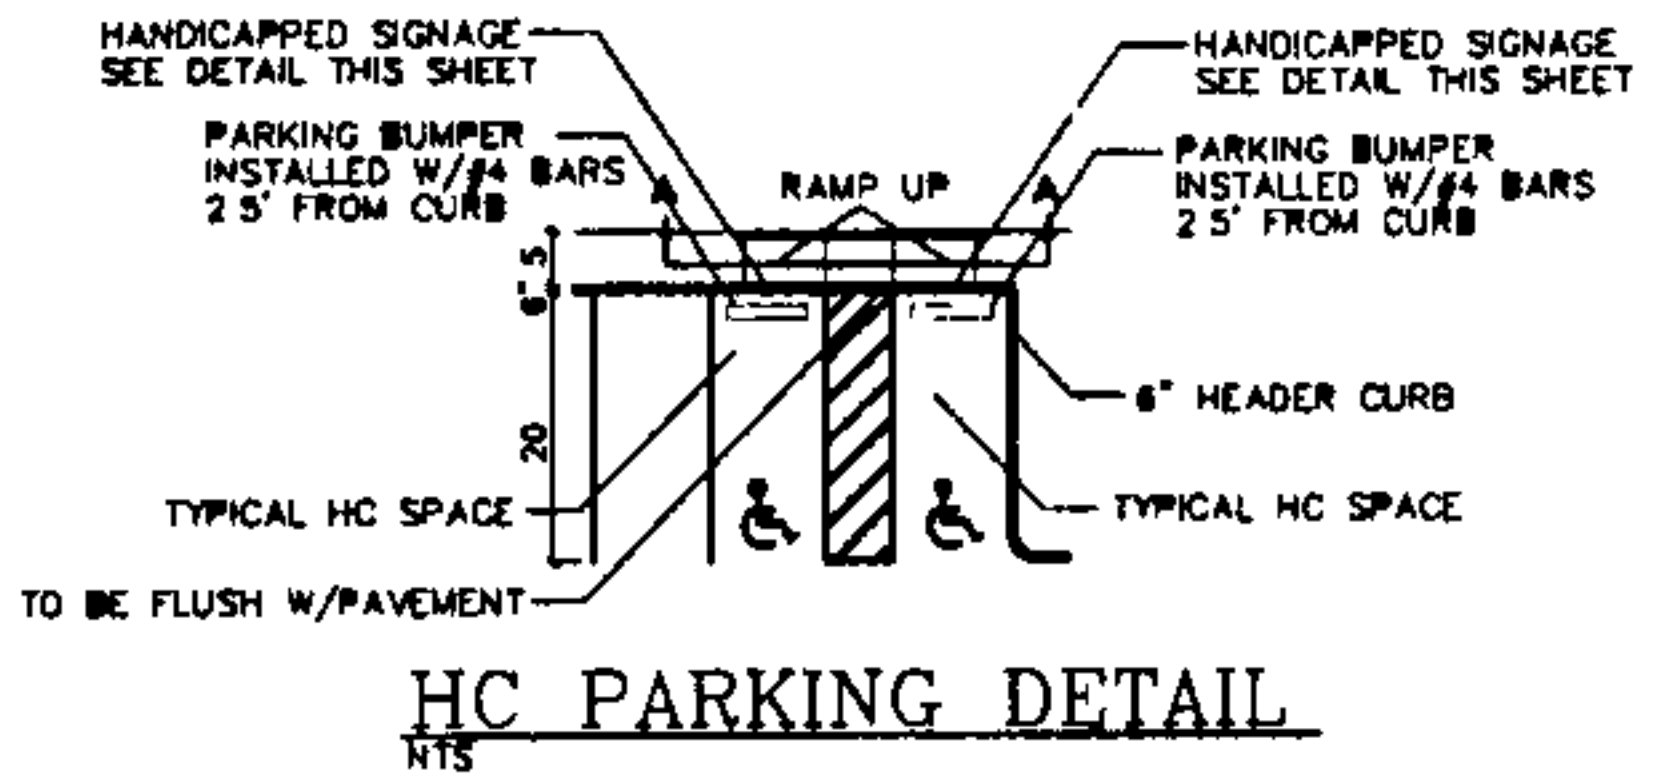 HANDICAPPED SIGNAGE
SEE DETAIL THIS SHEET
HANDICAPPED SIGNAGE
SEE DETAIL THIS SHEET
PARKING BUMPER
INSTALLED W/#4 BARS
2 5' FROM CURB
A
RAMP UP
A
PARKING BUMPER
INSTALLED W/#4 BARS
2 5' FROM CURB
5
6"
20
6" HEADER CURB
TYPICAL HC SPACE
TYPICAL HC SPACE
TO BE FLUSH W/PAVEMENT
HC PARKING DETAIL
NTS